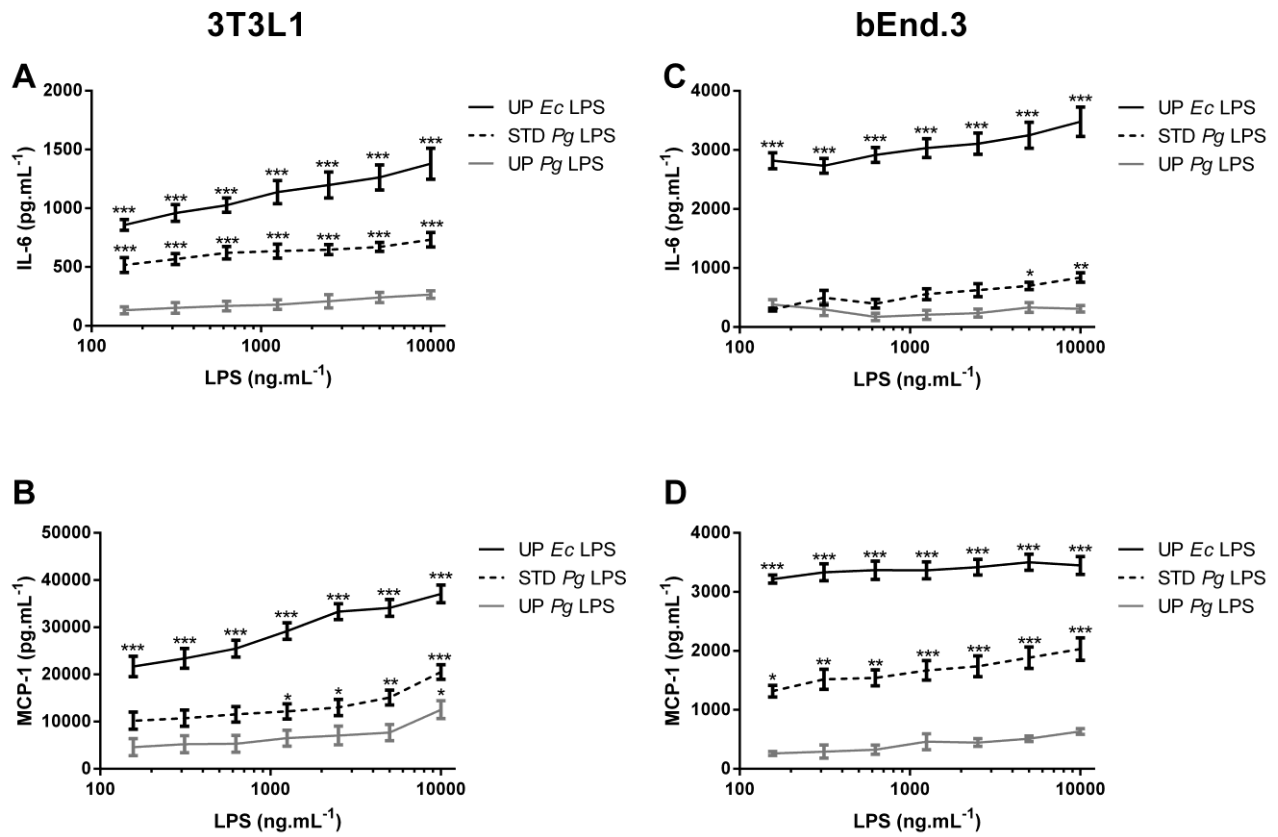 3T3L1
bEnd.3
A
2000
1500
1000
500
0
IL-6 (pg.mL⁻¹)
*** *** *** *** *** *** ***
*** *** *** *** *** *** ***
100 1000 10000
LPS (ng.mL⁻¹)
UP Ec LPS
STD Pg LPS
UP Pg LPS
C
4000
3000
2000
1000
0
IL-6 (pg.mL⁻¹)
*** *** *** *** *** *** ***
* **
100 1000 10000
LPS (ng.mL⁻¹)
UP Ec LPS
STD Pg LPS
UP Pg LPS
B
50000
40000
30000
20000
10000
0
MCP-1 (pg.mL⁻¹)
*** *** *** *** *** *** ***
* * ** ***
*
100 1000 10000
LPS (ng.mL⁻¹)
UP Ec LPS
STD Pg LPS
UP Pg LPS
D
4000
3000
2000
1000
0
MCP-1 (pg.mL⁻¹)
*** *** *** *** *** *** ***
* ** ** *** *** *** ***
100 1000 10000
LPS (ng.mL⁻¹)
UP Ec LPS
STD Pg LPS
UP Pg LPS